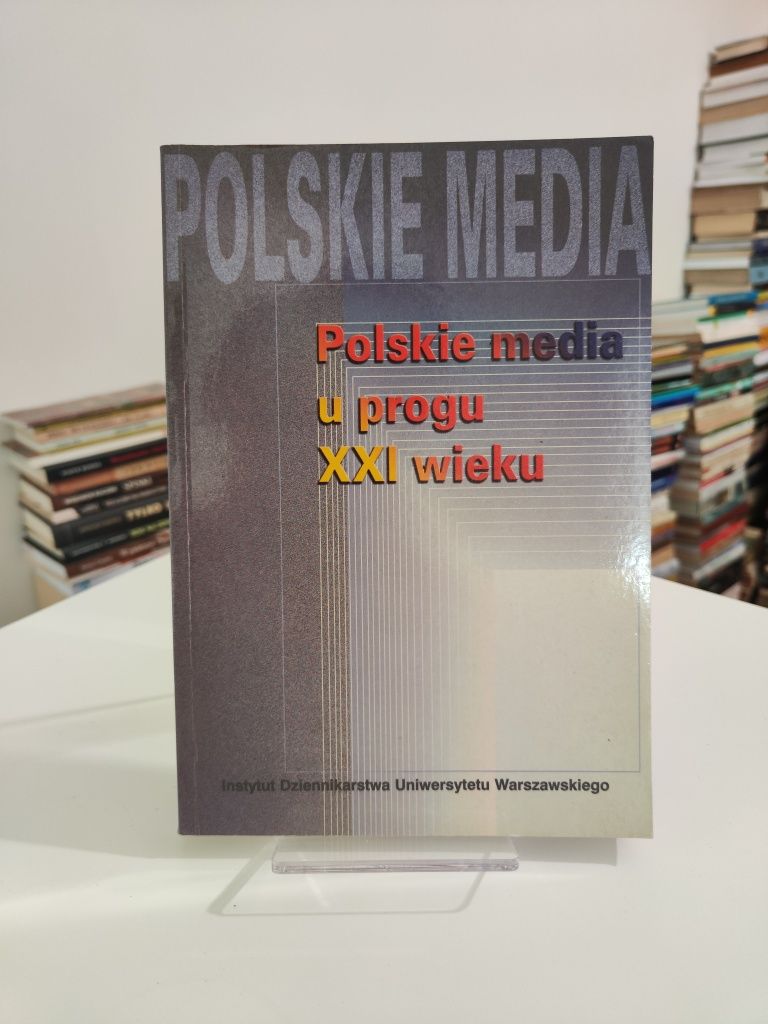 POLSKIE MEDIA
Polskie media
u progu
XXI wieku
Instytut Dziennikarstwa Uniwersytetu Warszawskiego